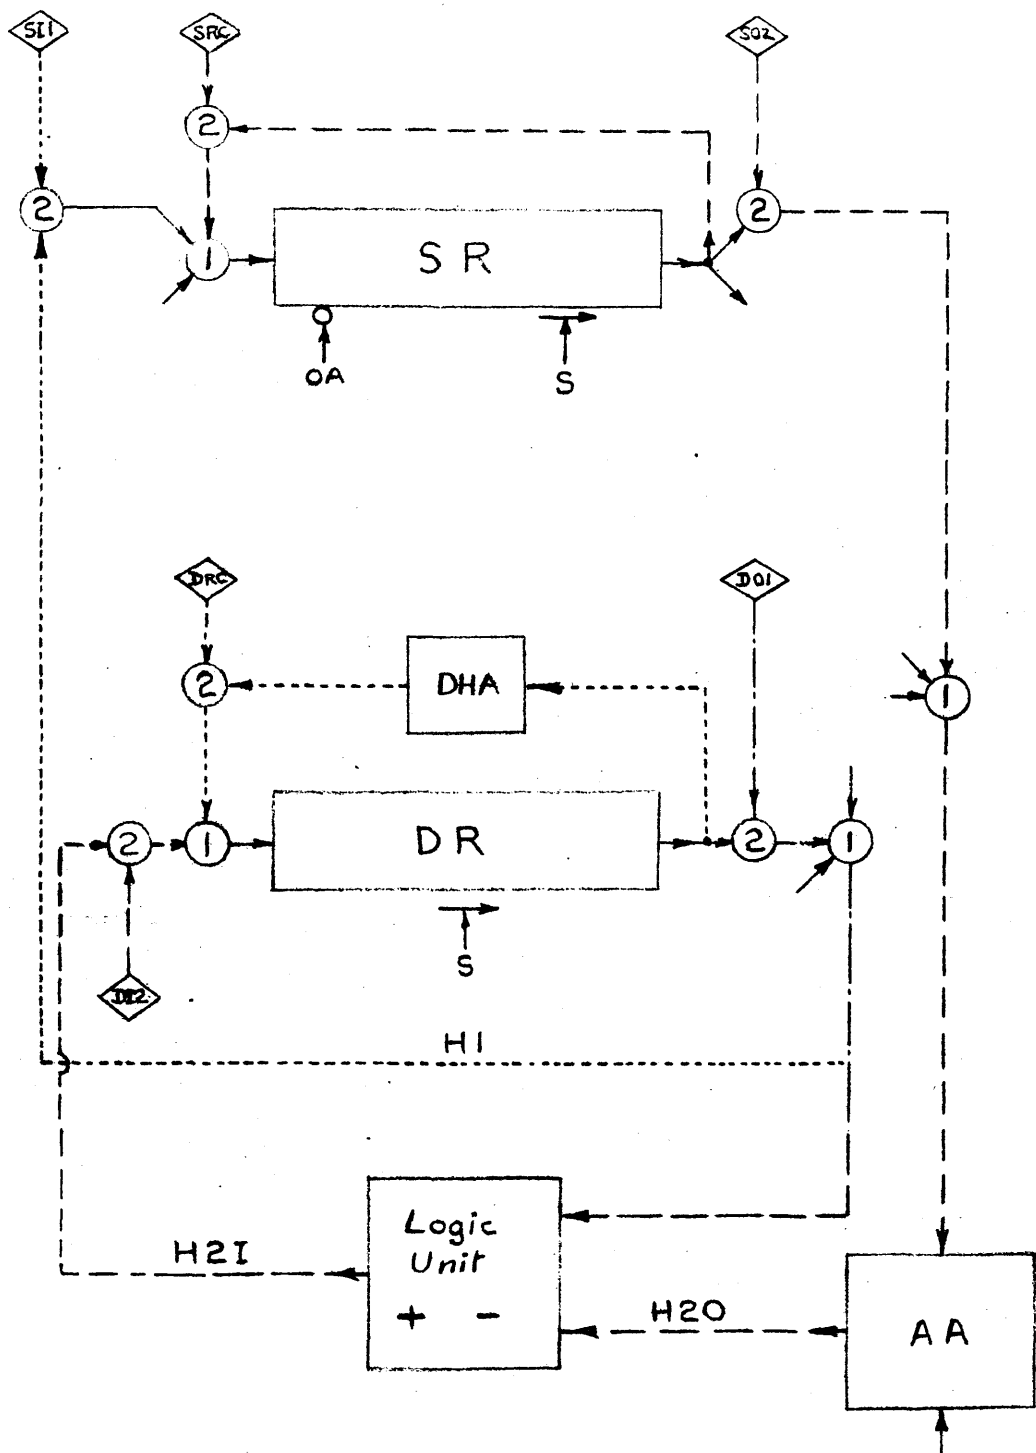 SI1 SRC SO2
2
2 2
1 SR
OA S
DRC DO1
2 DHA 1
2 1 DR 2 1
S
DI2
H1
Logic
Unit
H2I
+ - H2O AA